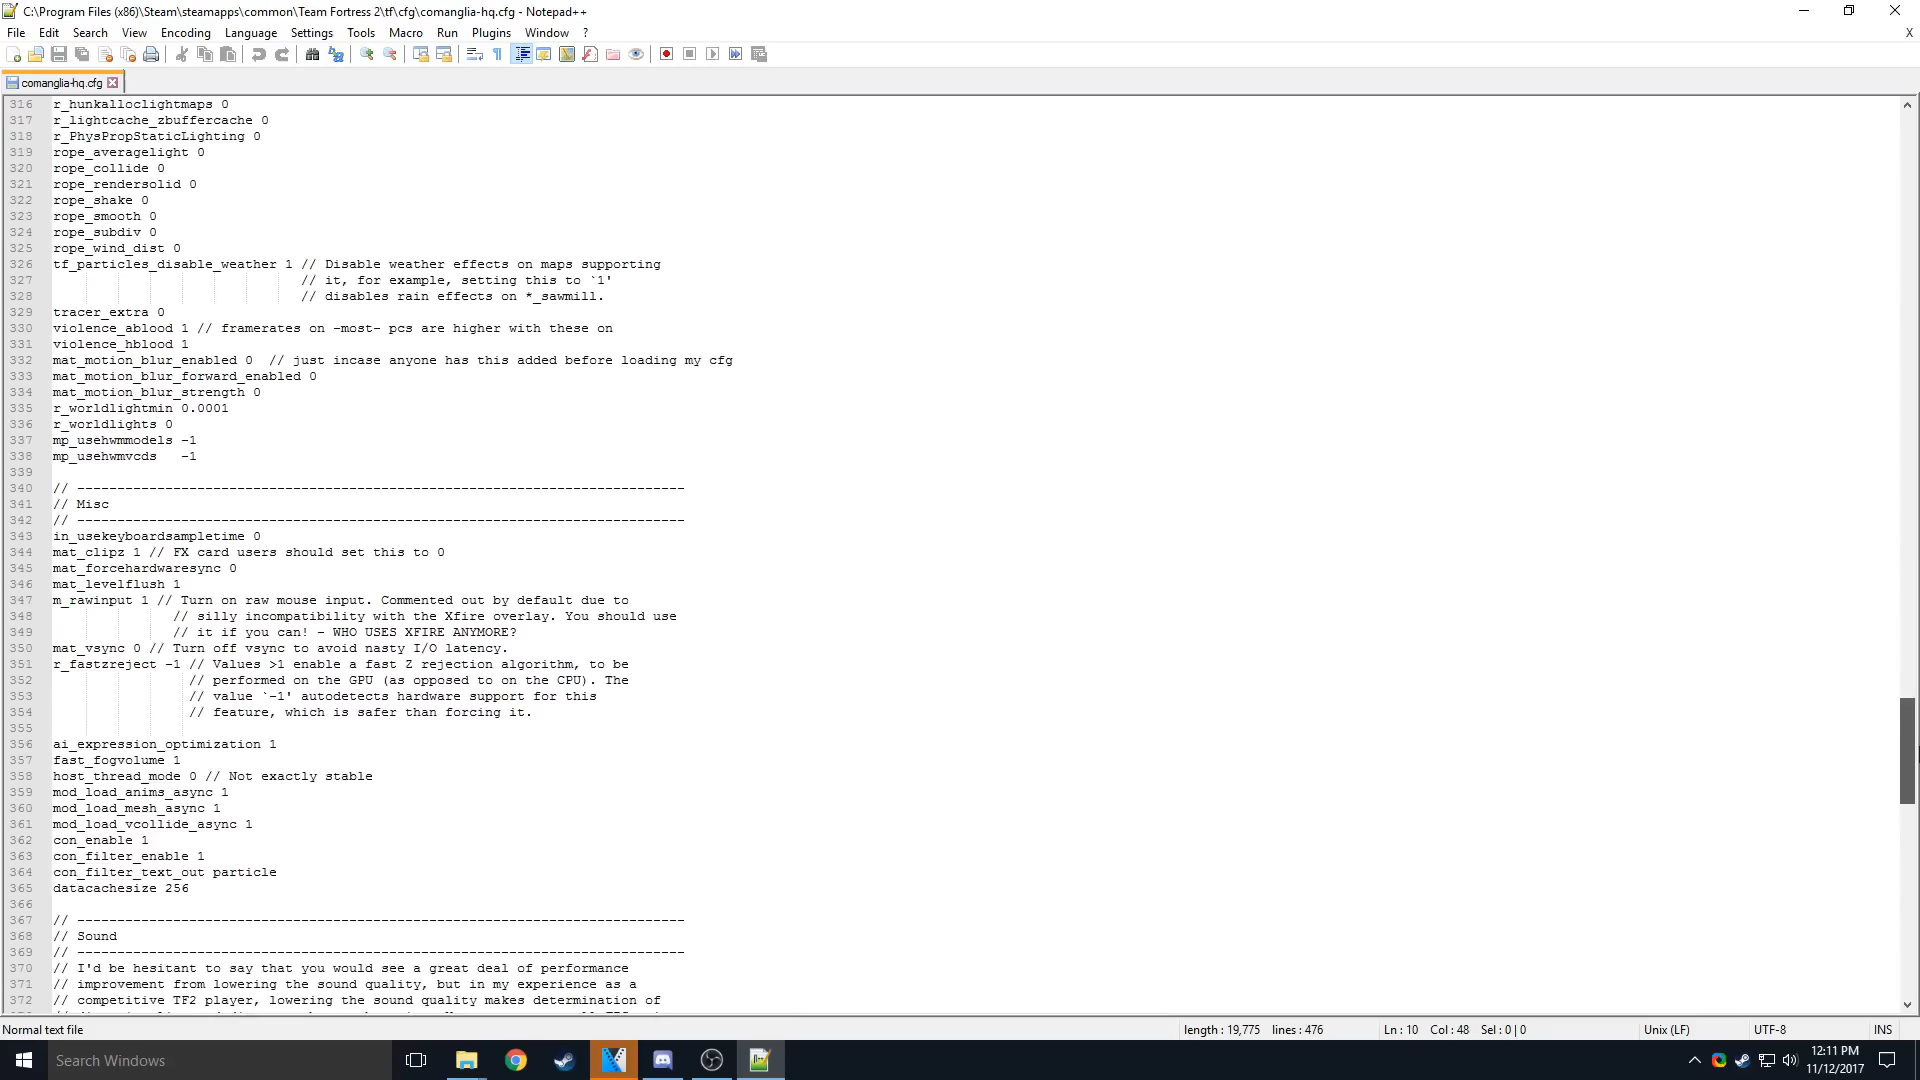 C:\Program Files (x86)\Steam\steamapps\common\Team Fortress 2\tf\cfg\comanglia-hq.cfg - Notepad++
File Edit Search View Encoding Language Settings Tools Macro Run Plugins Window ? X
comanglia-hq.cfg
316 r_hunkalloclightmaps 0
317 r_lightcache_zbuffercache 0
318 r_PhysPropStaticLighting 0
319 rope_averagelight 0
320 rope_collide 0
321 rope_rendersolid 0
322 rope_shake 0
323 rope_smooth 0
324 rope_subdiv 0
325 rope_wind_dist 0
326 tf_particles_disable_weather 1 // Disable weather effects on maps supporting
327 // it, for example, setting this to `1'
328 // disables rain effects on *_sawmill.
329 tracer_extra 0
330 violence_ablood 1 // framerates on -most- pcs are higher with these on
331 violence_hblood 1
332 mat_motion_blur_enabled 0  // just incase anyone has this added before loading my cfg
333 mat_motion_blur_forward_enabled 0
334 mat_motion_blur_strength 0
335 r_worldlightmin 0.0001
336 r_worldlights 0
337 mp_usehwmmodels -1
338 mp_usehwmvcds   -1
339
340 // ----------------------------------------------------------------------------
341 // Misc
342 // ----------------------------------------------------------------------------
343 in_usekeyboardsampletime 0
344 mat_clipz 1 // FX card users should set this to 0
345 mat_forcehardwaresync 0
346 mat_levelflush 1
347 m_rawinput 1 // Turn on raw mouse input. Commented out by default due to
348 // silly incompatibility with the Xfire overlay. You should use
349 // it if you can! - WHO USES XFIRE ANYMORE?
350 mat_vsync 0 // Turn off vsync to avoid nasty I/O latency.
351 r_fastzreject -1 // Values >1 enable a fast Z rejection algorithm, to be
352 // performed on the GPU (as opposed to on the CPU). The
353 // value `-1' autodetects hardware support for this
354 // feature, which is safer than forcing it.
355
356 ai_expression_optimization 1
357 fast_fogvolume 1
358 host_thread_mode 0 // Not exactly stable
359 mod_load_anims_async 1
360 mod_load_mesh_async 1
361 mod_load_vcollide_async 1
362 con_enable 1
363 con_filter_enable 1
364 con_filter_text_out particle
365 datacachesize 256
366
367 // ----------------------------------------------------------------------------
368 // Sound
369 // ----------------------------------------------------------------------------
370 // I'd be hesitant to say that you would see a great deal of performance
371 // improvement from lowering the sound quality, but in my experience as a
372 // competitive TF2 player, lowering the sound quality makes determination of
Normal text file length : 19,775 lines : 476 Ln : 10 Col : 48 Sel : 0 | 0 Unix (LF) UTF-8 INS
Search Windows
12:11 PM
11/12/2017